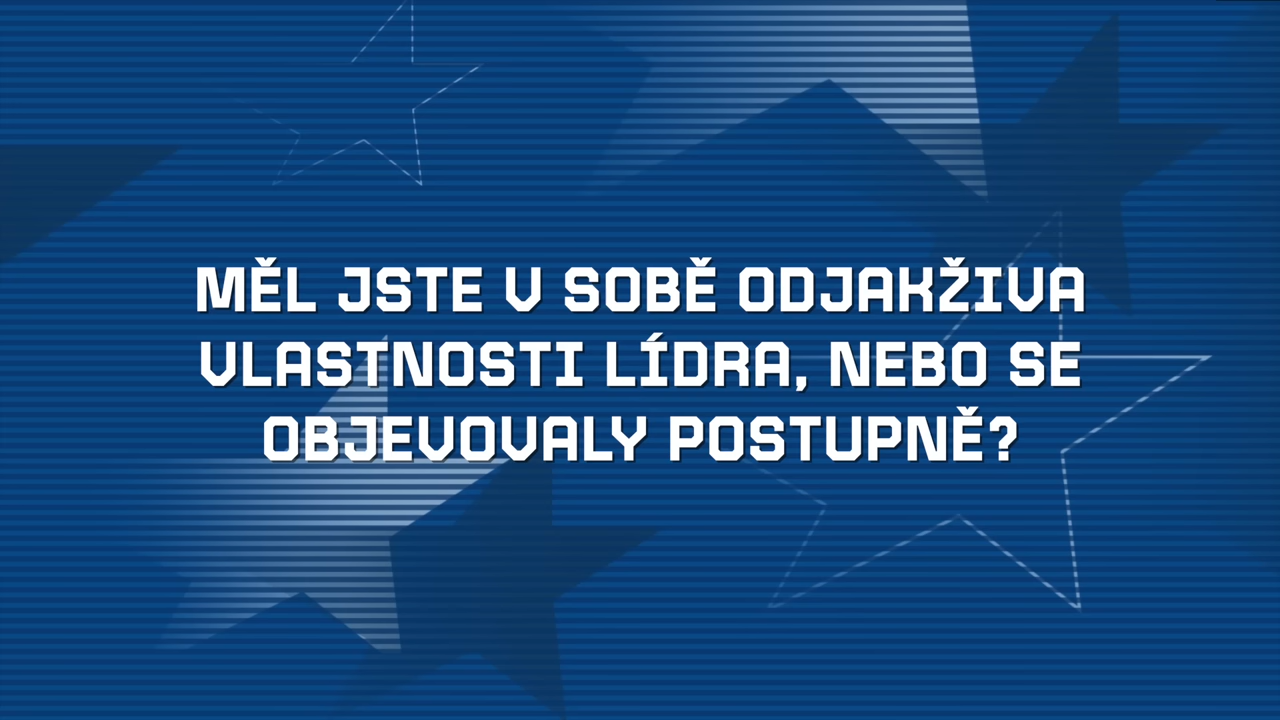 MĚL JSTE V SOBĚ ODJAKŽIVA
VLASTNOSTI LÍDRA, NEBO SE
OBJEVOVALY POSTUPNĚ?